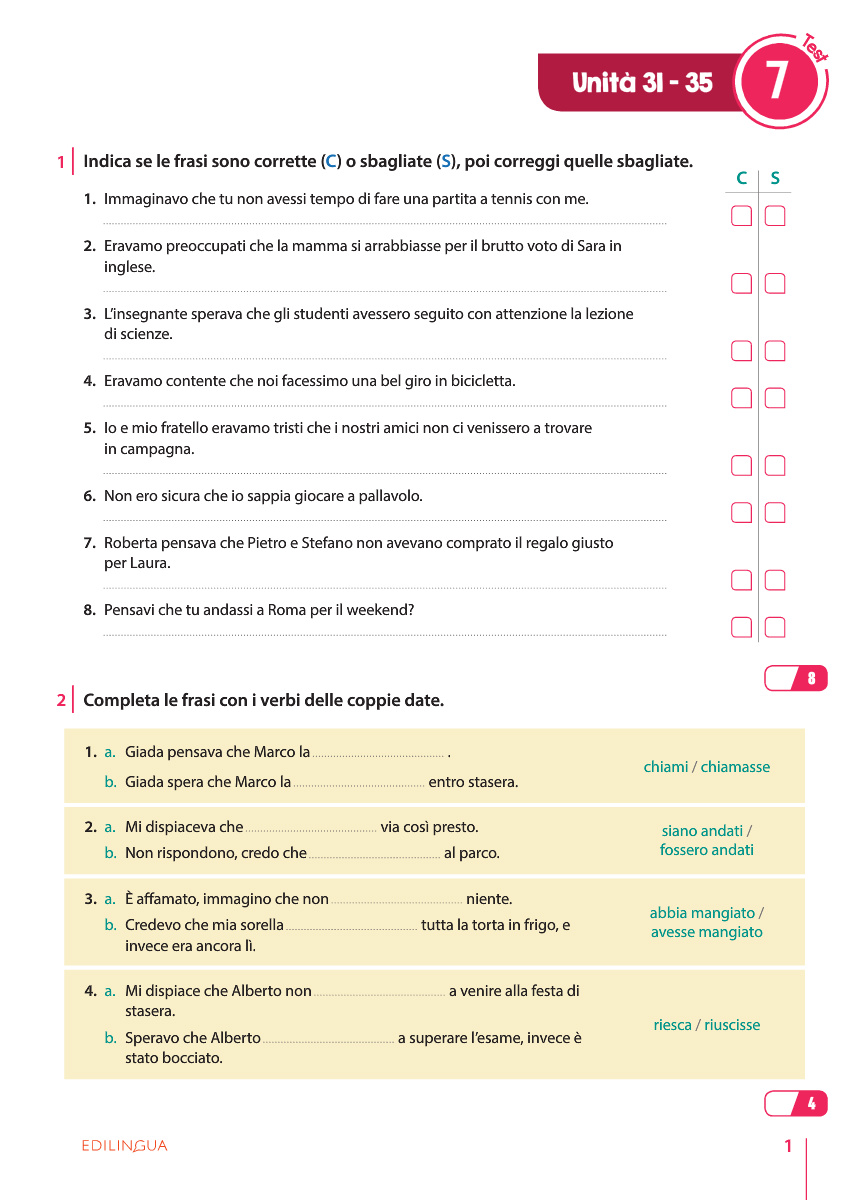 Test
Unità 31 - 35
7
1 Indica se le frasi sono corrette (C) o sbagliate (S), poi correggi quelle sbagliate.
C S
1. Immaginavo che tu non avessi tempo di fare una partita a tennis con me.
2. Eravamo preoccupati che la mamma si arrabbiasse per il brutto voto di Sara in
inglese.
3. L'insegnante sperava che gli studenti avessero seguito con attenzione la lezione
di scienze.
4. Eravamo contente che noi facessimo una bel giro in bicicletta.
5. Io e mio fratello eravamo tristi che i nostri amici non ci venissero a trovare
in campagna.
6. Non ero sicura che io sappia giocare a pallavolo.
7. Roberta pensava che Pietro e Stefano non avevano comprato il regalo giusto
per Laura.
8. Pensavi che tu andassi a Roma per il weekend?
8
2 Completa le frasi con i verbi delle coppie date.
1. a. Giada pensava che Marco la .......... .
b. Giada spera che Marco la .......... entro stasera.
chiami / chiamasse
2. a. Mi dispiaceva che .......... via così presto.
b. Non rispondono, credo che .......... al parco.
siano andati /
fossero andati
3. a. È affamato, immagino che non .......... niente.
b. Credevo che mia sorella .......... tutta la torta in frigo, e
invece era ancora lì.
abbia mangiato /
avesse mangiato
4. a. Mi dispiace che Alberto non .......... a venire alla festa di
stasera.
b. Speravo che Alberto .......... a superare l'esame, invece è
stato bocciato.
riesca / riuscisse
4
EDILINGUA
1